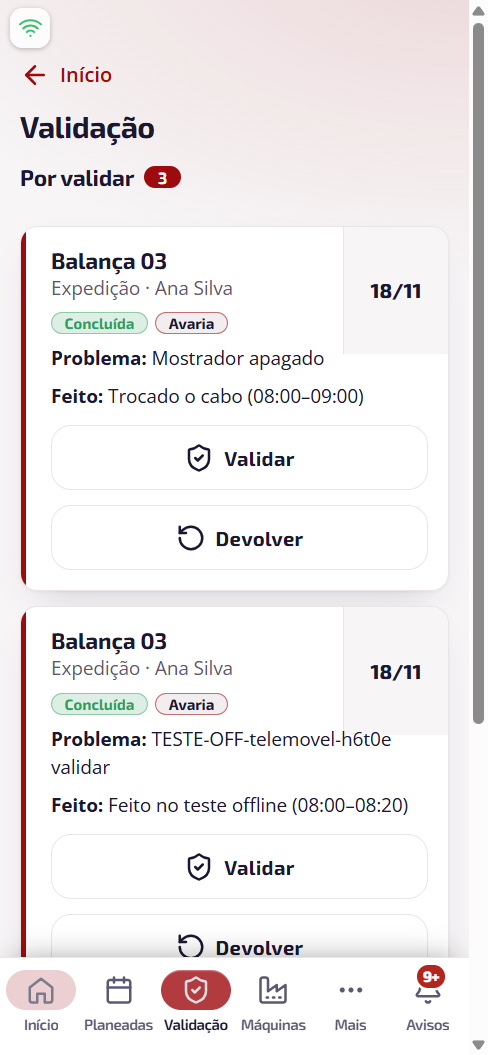 Início
Validação
Por validar 3
Balança 03
Expedição · Ana Silva
18/11
Concluída Avaria
Problema: Mostrador apagado
Feito: Trocado o cabo (08:00–09:00)
Validar
Devolver
Balança 03
Expedição · Ana Silva
18/11
Concluída Avaria
Problema: TESTE-OFF-telemovel-h6t0e
validar
Feito: Feito no teste offline (08:00–08:20)
Validar
Devolver
9+
Início Planeadas Validação Máquinas Mais Avisos